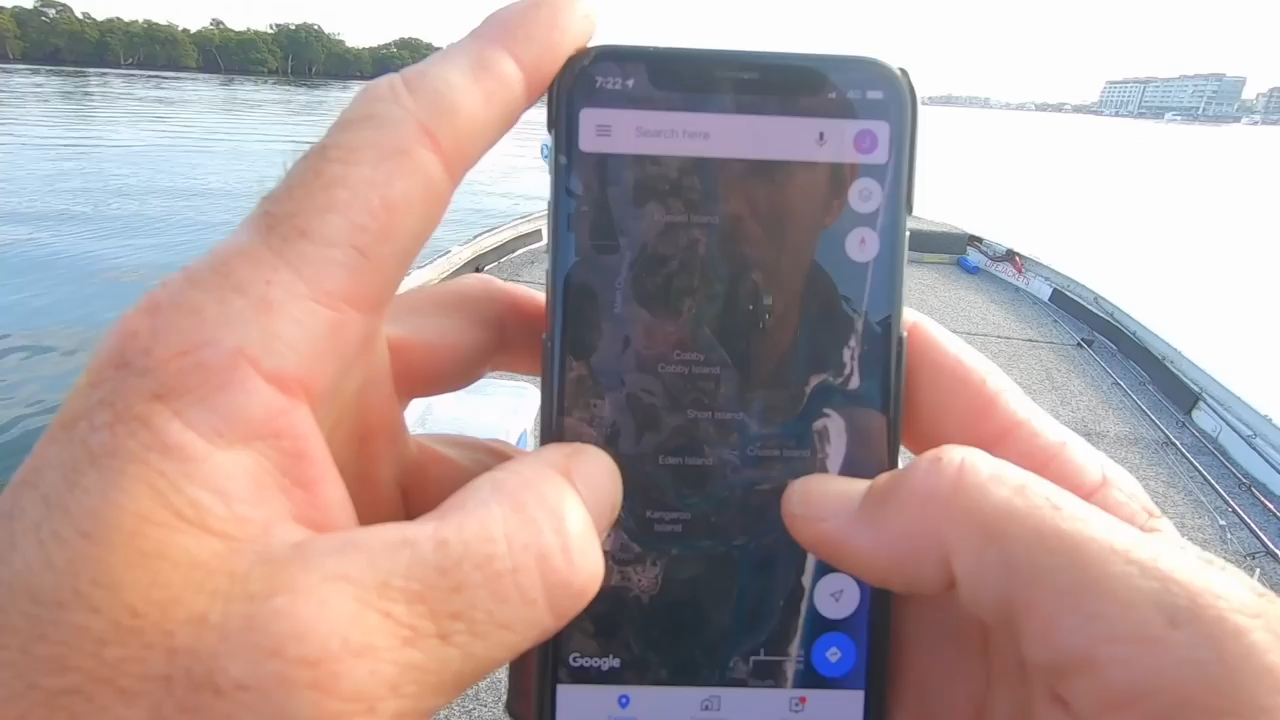 7:22
Search here
Russell Island
Cobby
Cobby Island
Short Island
Eden Island
Crusoe Island
Kangaroo
Island
Google
LIFEJACKETS